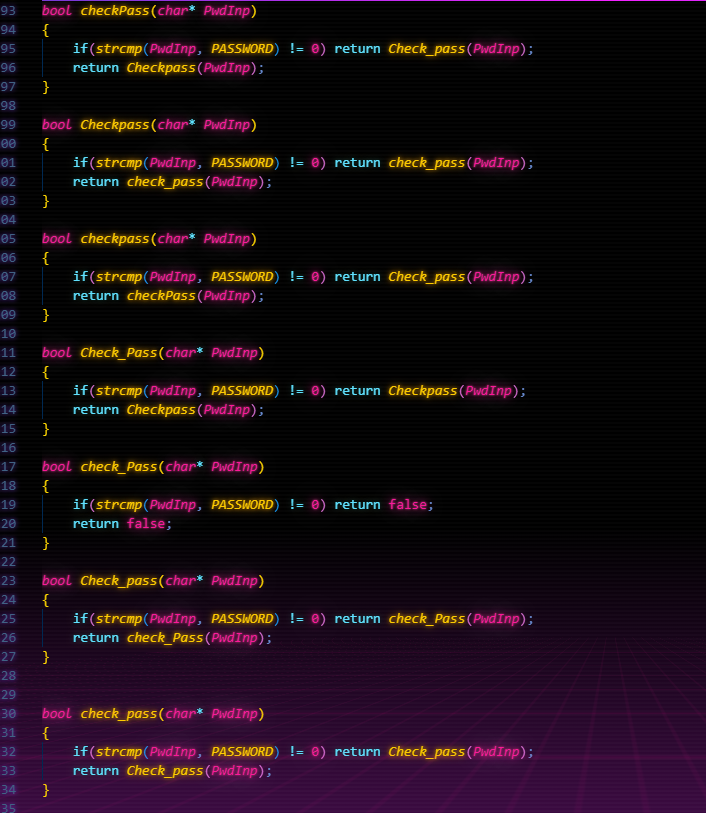 93 bool checkPass(char* PwdInp)
94 {
95 if(strcmp(PwdInp, PASSWORD) != 0) return Check_pass(PwdInp);
96 return Checkpass(PwdInp);
97 }
98
99 bool Checkpass(char* PwdInp)
00 {
01 if(strcmp(PwdInp, PASSWORD) != 0) return check_pass(PwdInp);
02 return check_pass(PwdInp);
03 }
04
05 bool checkpass(char* PwdInp)
06 {
07 if(strcmp(PwdInp, PASSWORD) != 0) return Check_pass(PwdInp);
08 return checkPass(PwdInp);
09 }
10
11 bool Check_Pass(char* PwdInp)
12 {
13 if(strcmp(PwdInp, PASSWORD) != 0) return Checkpass(PwdInp);
14 return Checkpass(PwdInp);
15 }
16
17 bool check_Pass(char* PwdInp)
18 {
19 if(strcmp(PwdInp, PASSWORD) != 0) return false;
20 return false;
21 }
22
23 bool Check_pass(char* PwdInp)
24 {
25 if(strcmp(PwdInp, PASSWORD) != 0) return check_Pass(PwdInp);
26 return check_Pass(PwdInp);
27 }
28
29
30 bool check_pass(char* PwdInp)
31 {
32 if(strcmp(PwdInp, PASSWORD) != 0) return Check_pass(PwdInp);
33 return Check_pass(PwdInp);
34 }
35